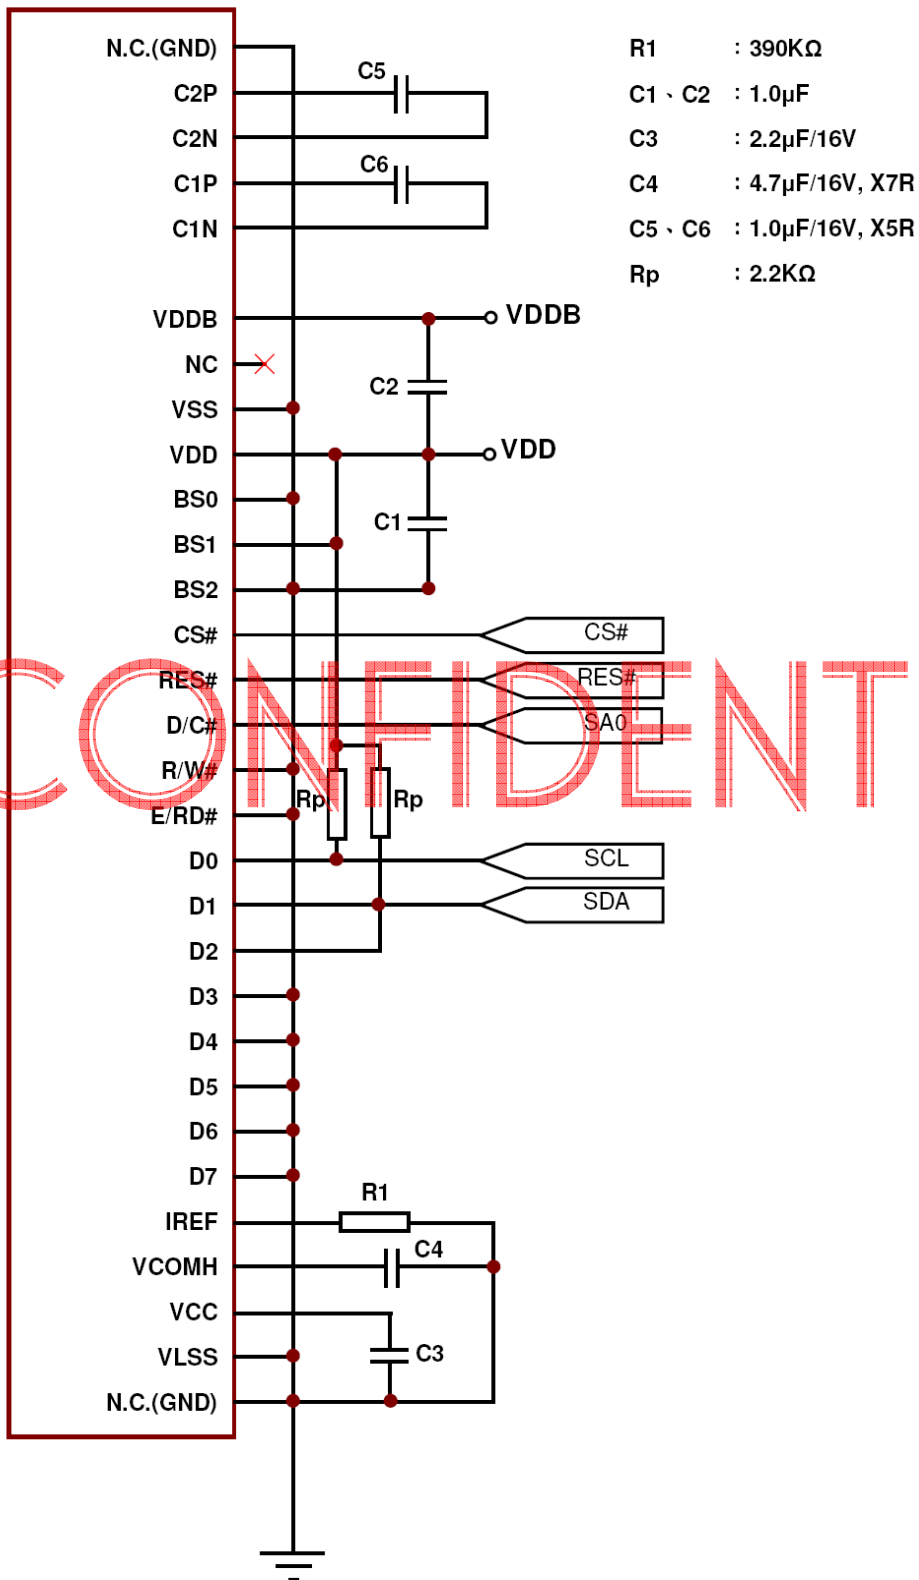 N.C.(GND)
C2P
C2N
C1P
C1N
VDDB
NC
VSS
VDD
BS0
BS1
BS2
CS#
RES#
D/C#
R/W#
E/RD#
D0
D1
D2
D3
D4
D5
D6
D7
IREF
VCOMH
VCC
VLSS
N.C.(GND)
C5
C6
VDDB
C2
VDD
C1
CS#
RES#
SA0
Rp
Rp
SCL
SDA
R1
C4
C3
R1 : 390KΩ
C1、C2 : 1.0μF
C3 : 2.2μF/16V
C4 : 4.7μF/16V, X7R
C5、C6 : 1.0μF/16V, X5R
Rp : 2.2KΩ
CONFIDENT